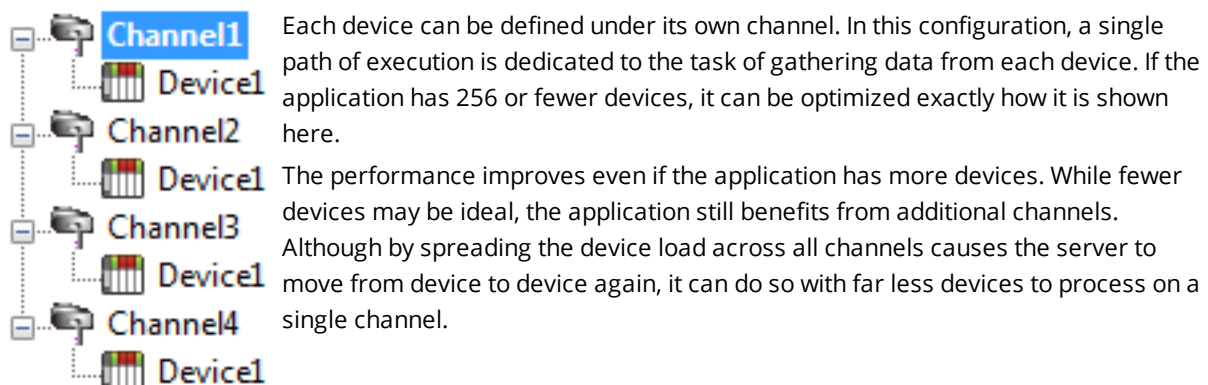 Channel1
Device1
Channel2
Device1
Channel3
Device1
Channel4
Device1
Each device can be defined under its own channel. In this configuration, a single
path of execution is dedicated to the task of gathering data from each device. If the
application has 256 or fewer devices, it can be optimized exactly how it is shown
here.
The performance improves even if the application has more devices. While fewer
devices may be ideal, the application still benefits from additional channels.
Although by spreading the device load across all channels causes the server to
move from device to device again, it can do so with far less devices to process on a
single channel.